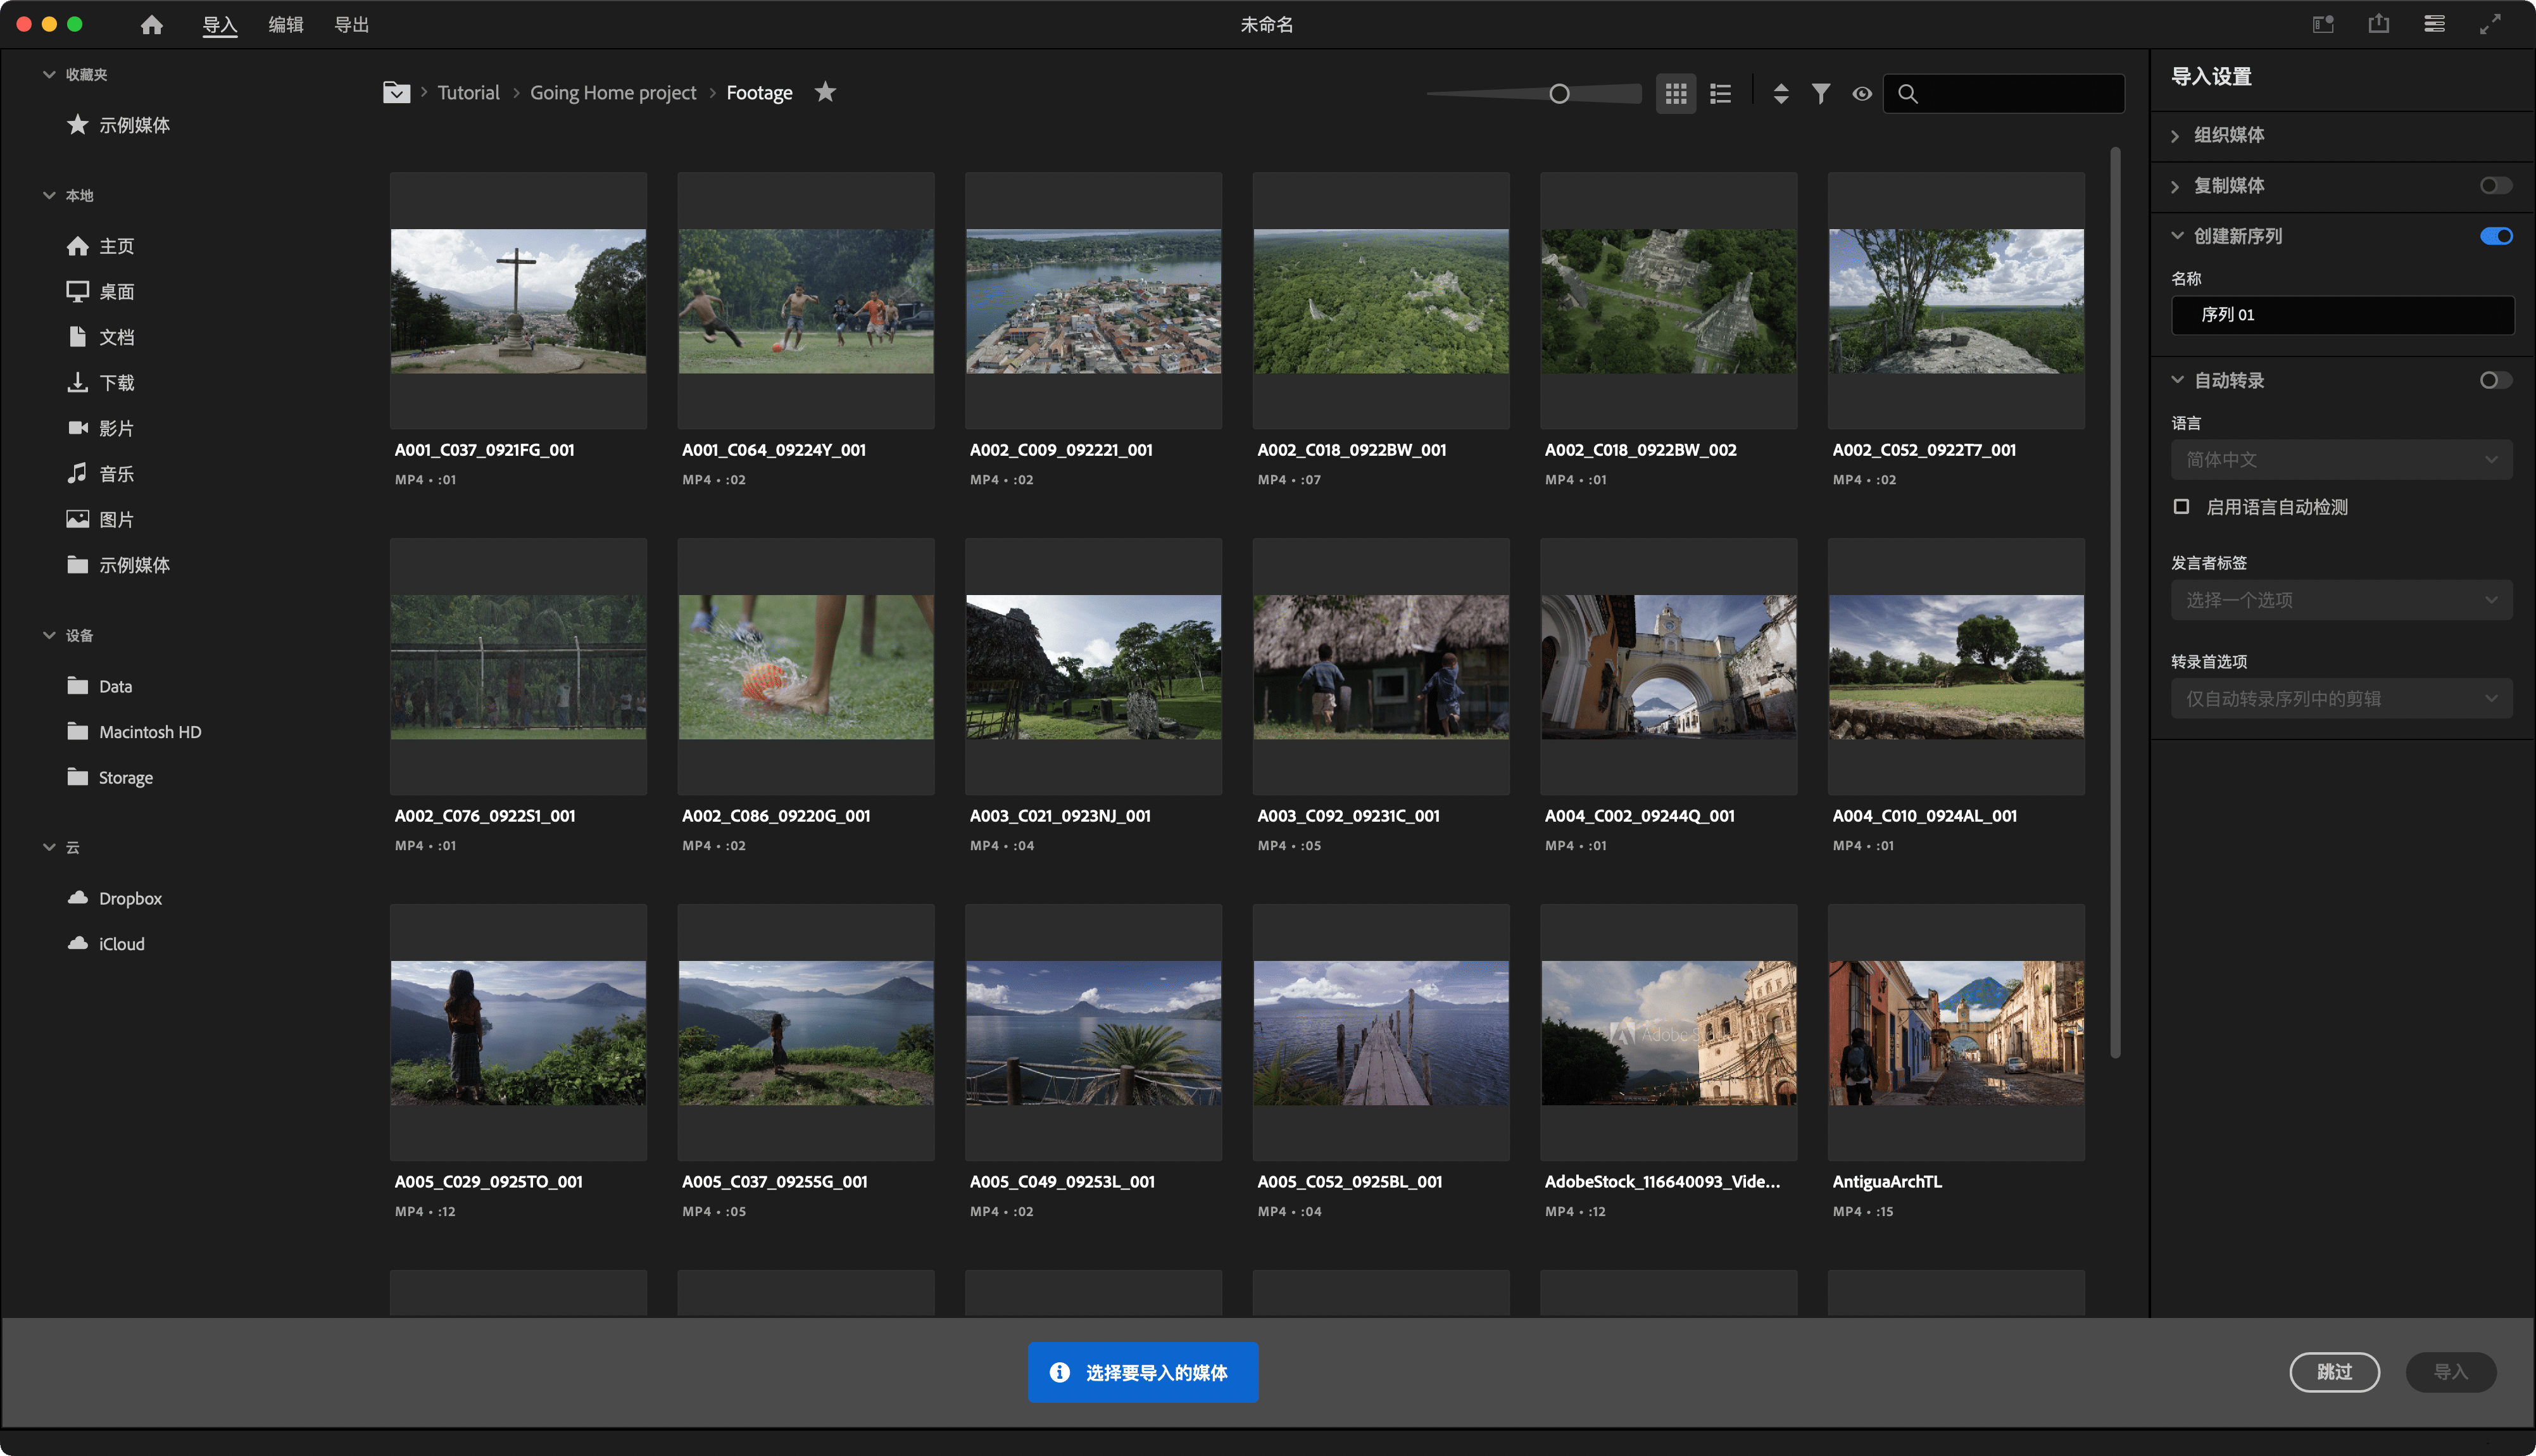 导入 编辑 导出
未命名
收藏夹
示例媒体
本地
主页
桌面
文档
下载
影片
音乐
图片
示例媒体
设备
Data
Macintosh HD
Storage
云
Dropbox
iCloud
Tutorial
Going Home project
Footage
A001_C037_0921FG_001
MP4 • :01
A001_C064_09224Y_001
MP4 • :02
A002_C009_092221_001
MP4 • :02
A002_C018_0922BW_001
MP4 • :07
A002_C018_0922BW_002
MP4 • :01
A002_C052_0922T7_001
MP4 • :02
A002_C076_0922S1_001
MP4 • :01
A002_C086_09220G_001
MP4 • :02
A003_C021_0923NJ_001
MP4 • :04
A003_C092_09231C_001
MP4 • :05
A004_C002_09244Q_001
MP4 • :01
A004_C010_0924AL_001
MP4 • :01
A005_C029_0925TO_001
MP4 • :12
A005_C037_09255G_001
MP4 • :05
A005_C049_09253L_001
MP4 • :02
A005_C052_0925BL_001
MP4 • :04
AdobeStock_116640093_Vide...
MP4 • :12
AntiguaArchTL
MP4 • :15
导入设置
组织媒体
复制媒体
创建新序列
名称
序列 01
自动转录
语言
简体中文
启用语言自动检测
发言者标签
选择一个选项
转录首选项
仅自动转录序列中的剪辑
选择要导入的媒体
跳过
导入